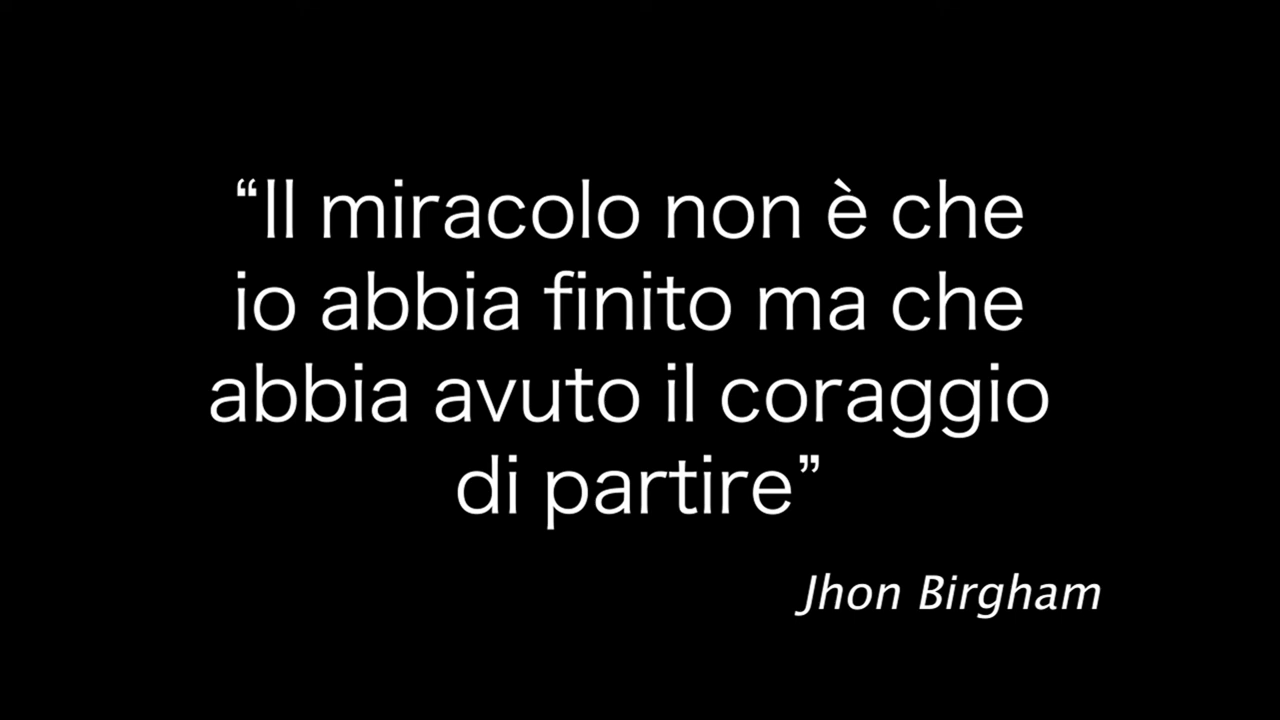 “Il miracolo non è che
io abbia finito ma che
abbia avuto il coraggio
di partire”
Jhon Birgham